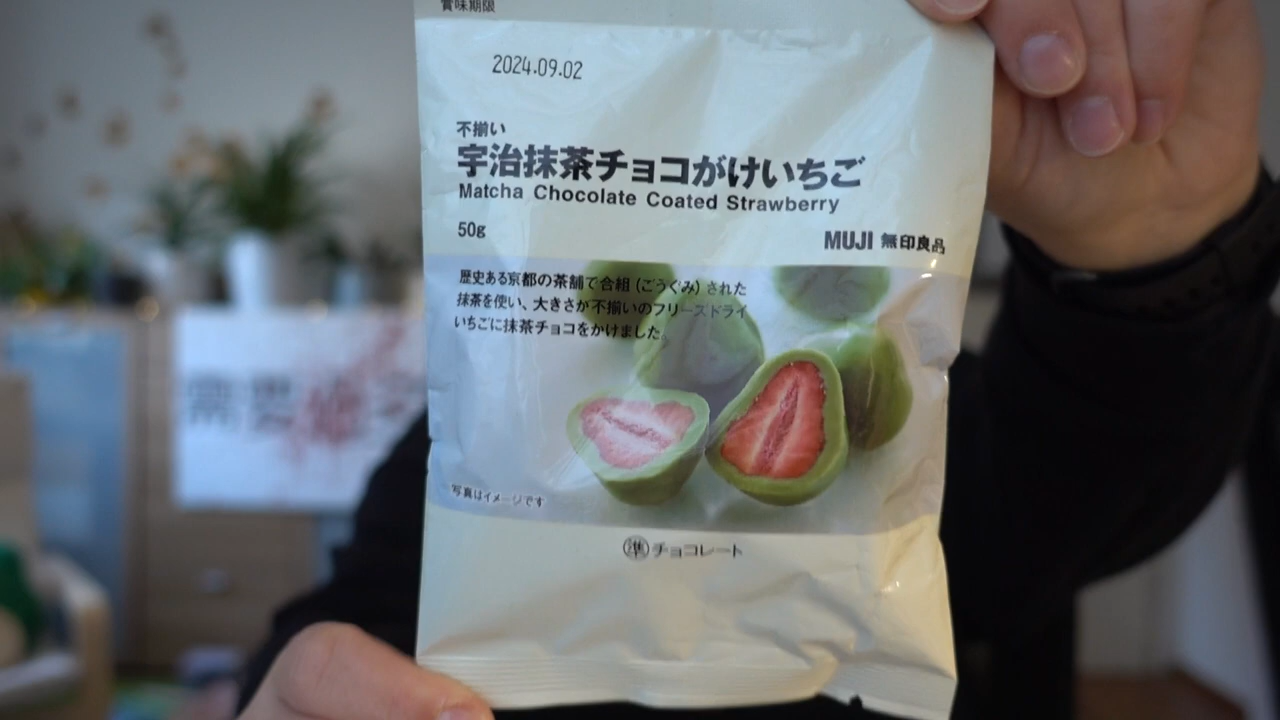 賞味期限
2024.09.02
不揃い
宇治抹茶チョコがけいちご
Matcha Chocolate Coated Strawberry
50g
MUJI 無印良品
歴史ある京都の茶舗で合組(ごうぐみ)された
抹茶を使い、大きさが不揃いのフリーズドライ
いちごに抹茶チョコをかけました。
写真はイメージです
準チョコレート